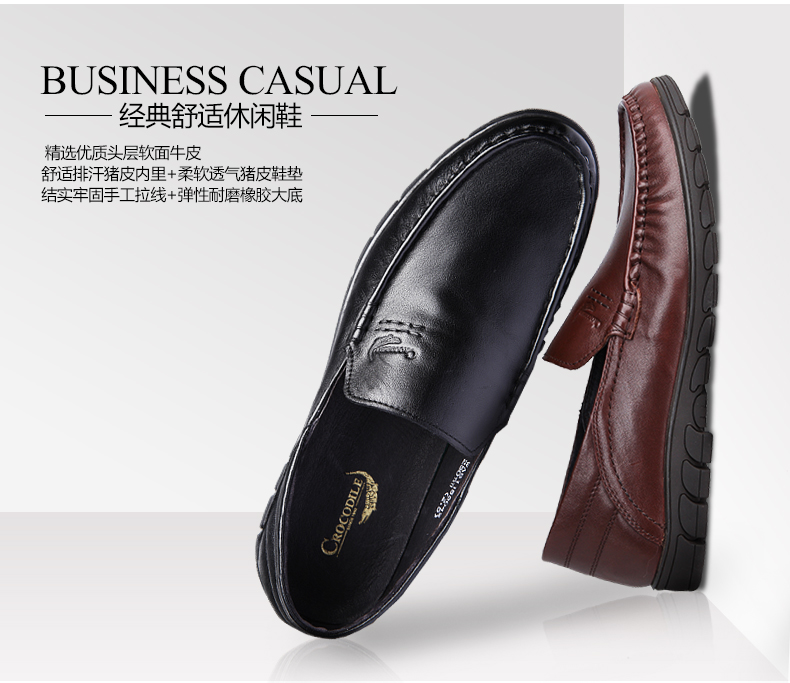 BUSINESS CASUAL
经典舒适休闲鞋
精选优质头层软面牛皮
舒适排汗猪皮内里+柔软透气猪皮鞋垫
结实牢固手工拉线+弹性耐磨橡胶大底
CROCODILE